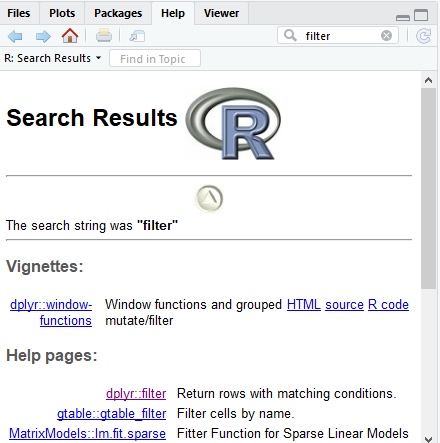 Files Plots Packages Help Viewer
filter
R: Search Results Find in Topic
Search Results R
The search string was "filter"
Vignettes:
dplyr::window- Window functions and grouped HTML source R code
functions mutate/filter
Help pages:
dplyr::filter Return rows with matching conditions.
gtable::gtable_filter Filter cells by name.
MatrixModels::lm.fit.sparse Fitter Function for Sparse Linear Models